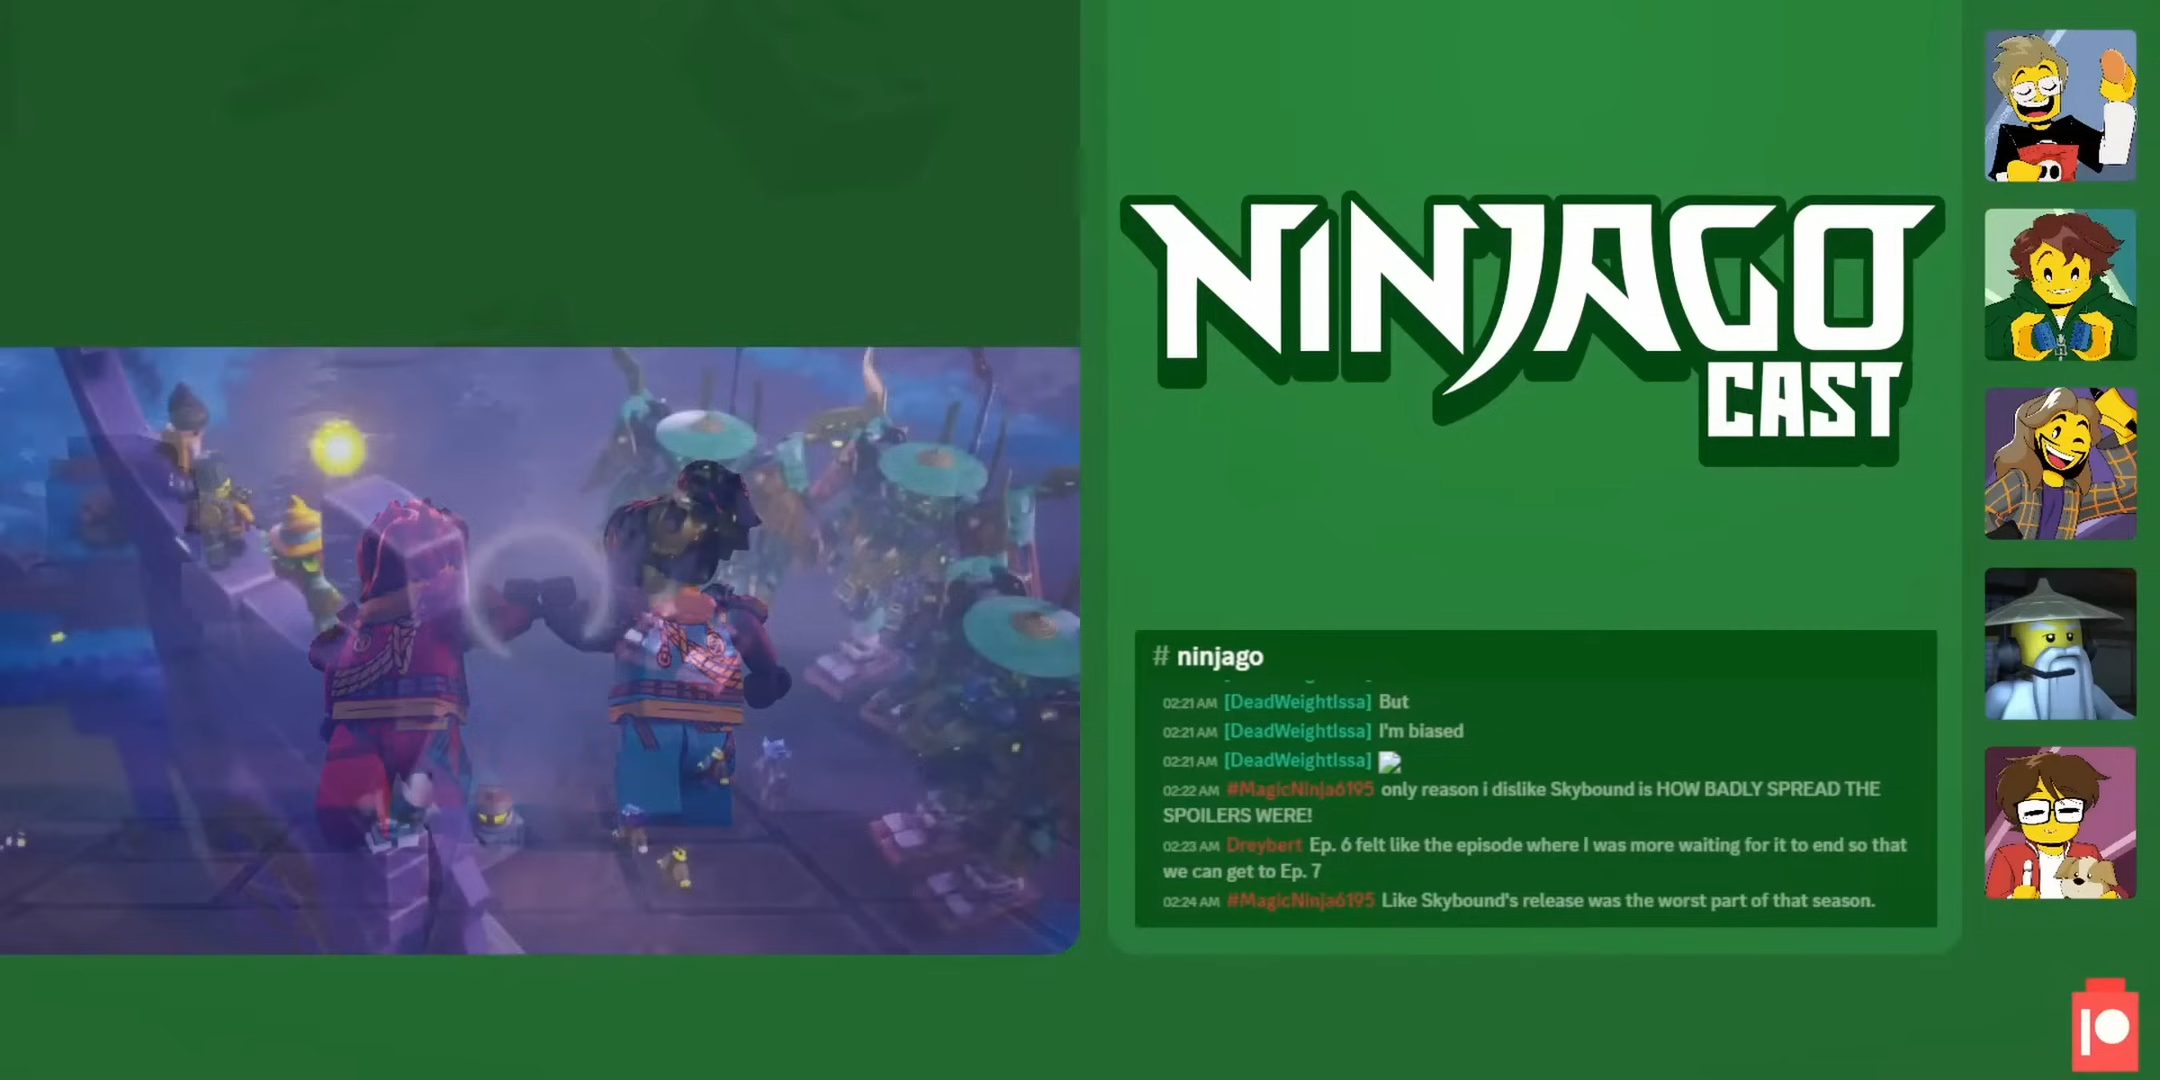 NINJAGO
CAST
# ninjago
02:21 AM [DeadWeightIssa] But
02:21 AM [DeadWeightIssa] I'm biased
02:21 AM [DeadWeightIssa]
02:22 AM #MagicNinja6195 only reason i dislike Skybound is HOW BADLY SPREAD THE
SPOILERS WERE!
02:23 AM Dreybert Ep. 6 felt like the episode where I was more waiting for it to end so that
we can get to Ep. 7
02:24 AM #MagicNinja6195 Like Skybound's release was the worst part of that season.